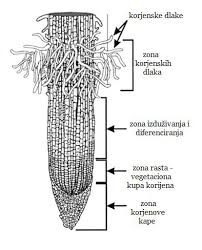 korjenske dlake
zona
korjenskih
dlaka
zona izduživanja i
diferenciranja
zona rasta -
vegetaciona
kupa korijena
zona
korjenove
kape